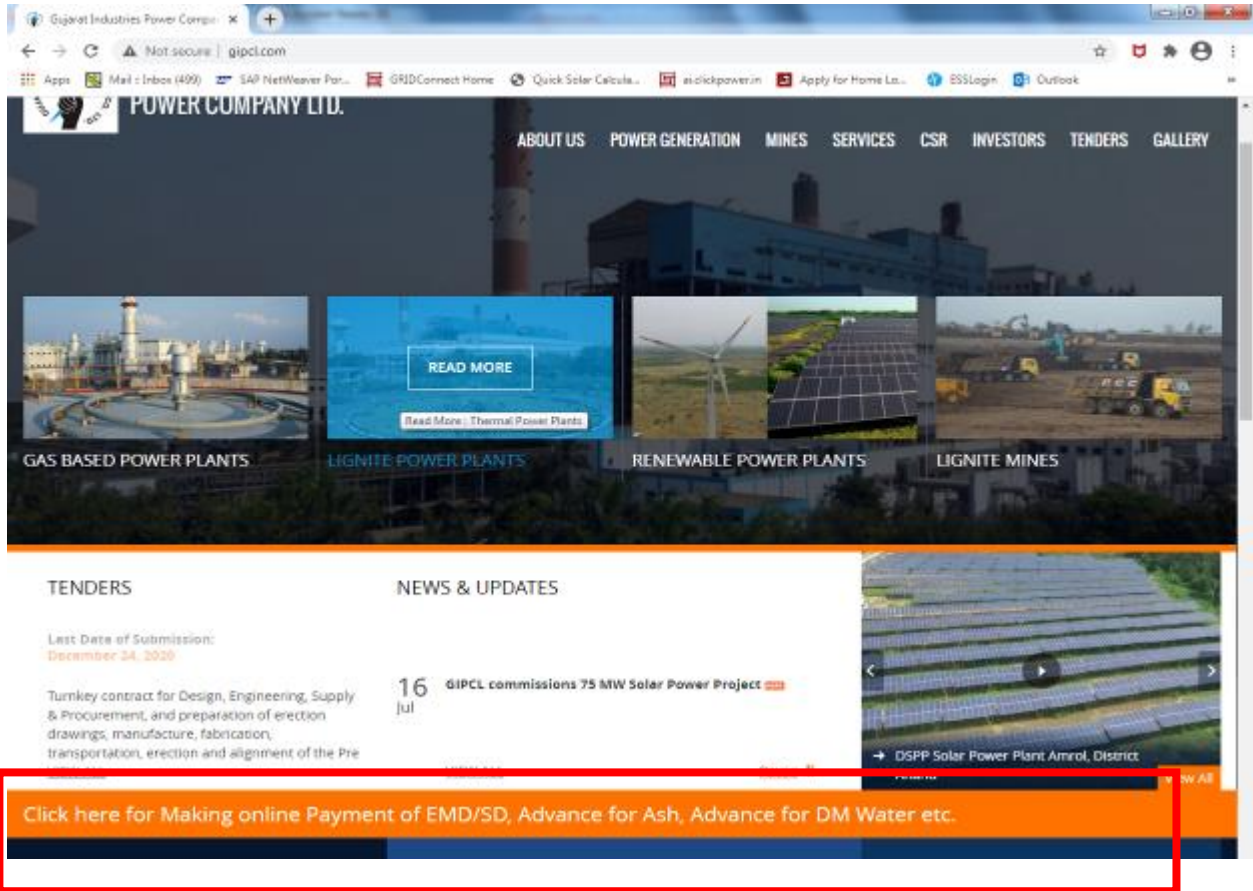 Gujarat Industries Power Compa
Not secure | gipcl.com
Apps Mail : Inbox (499) SAP NetWeaver Por... GRIDConnect Home Quick Solar Calcula... ei.clickpower.in Apply for Home Lo... ESSLogin Outlook
POWER COMPANY LTD.
ABOUT US POWER GENERATION MINES SERVICES CSR INVESTORS TENDERS GALLERY
READ MORE
Read More : Thermal Power Plants
GAS BASED POWER PLANTS LIGNITE POWER PLANTS RENEWABLE POWER PLANTS LIGNITE MINES
TENDERS
Last Date of Submission:
December 24, 2020
Turnkey contract for Design, Engineering, Supply
& Procurement, and preparation of erection
drawings, manufacture, fabrication,
transportation, erection and alignment of the Pre
NEWS & UPDATES
16 GIPCL commissions 75 MW Solar Power Project
Jul
DSPP Solar Power Plant Amrol, District
View All
Click here for Making online Payment of EMD/SD, Advance for Ash, Advance for DM Water etc.